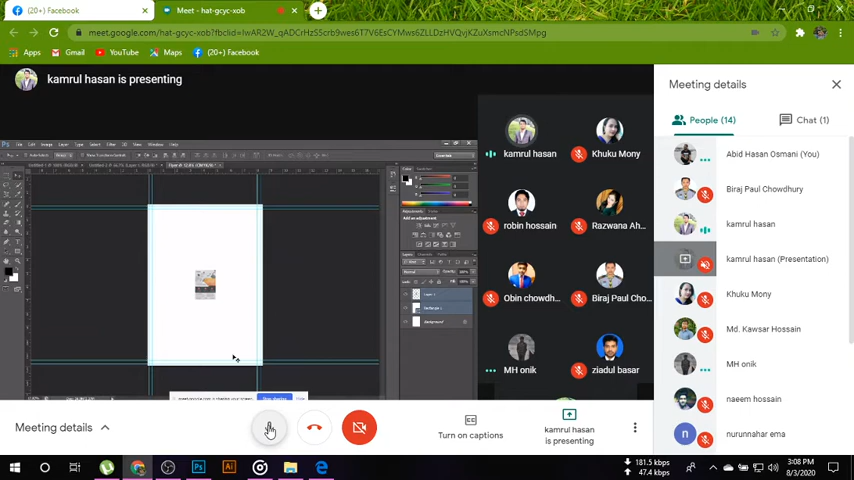 (20+) Facebook
Meet - hat-gcyc-xob
meet.google.com/hat-gcyc-xob?fbclid=IwAR2W_qADCrHzS5crb9wes6T7V6EsCYMws6ZLLDzHVQvjKZuXsmcNPsdSMpg
Apps
Gmail
YouTube
Maps
(20+) Facebook
kamrul hasan is presenting
Meeting details
People (14)
Chat (1)
kamrul hasan
Khuku Mony
robin hossain
Razwana Ah...
Obin chowdh...
Biraj Paul Chow...
MH onik
ziadul basar
Abid Hasan Osmani (You)
Biraj Paul Chowdhury
kamrul hasan
kamrul hasan (Presentation)
Khuku Mony
Md. Kawsar Hossain
MH onik
naeem hossain
n
nurunnahar ema
Meeting details
Turn on captions
kamrul hasan
is presenting
181.5 kbps
47.4 kbps
3:08 PM
8/3/2020